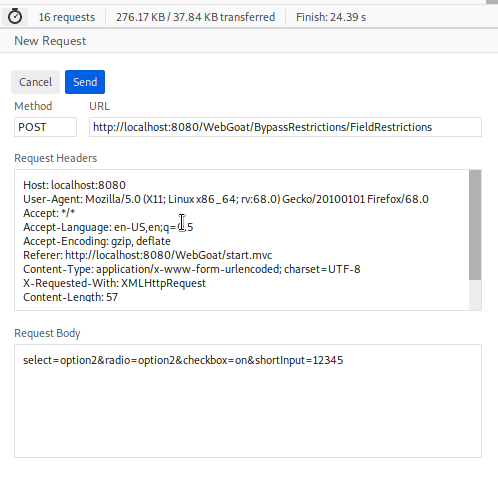 16 requests 276.17 KB / 37.84 KB transferred Finish: 24.39 s
New Request
Cancel Send
Method URL
POST http://localhost:8080/WebGoat/BypassRestrictions/FieldRestrictions
Request Headers
Host: localhost:8080
User-Agent: Mozilla/5.0 (X11; Linux x86_64; rv:68.0) Gecko/20100101 Firefox/68.0
Accept: */*
Accept-Language: en-US,en;q=0.5
Accept-Encoding: gzip, deflate
Referer: http://localhost:8080/WebGoat/start.mvc
Content-Type: application/x-www-form-urlencoded; charset=UTF-8
X-Requested-With: XMLHttpRequest
Content-Length: 57
Request Body
select=option2&radio=option2&checkbox=on&shortInput=12345